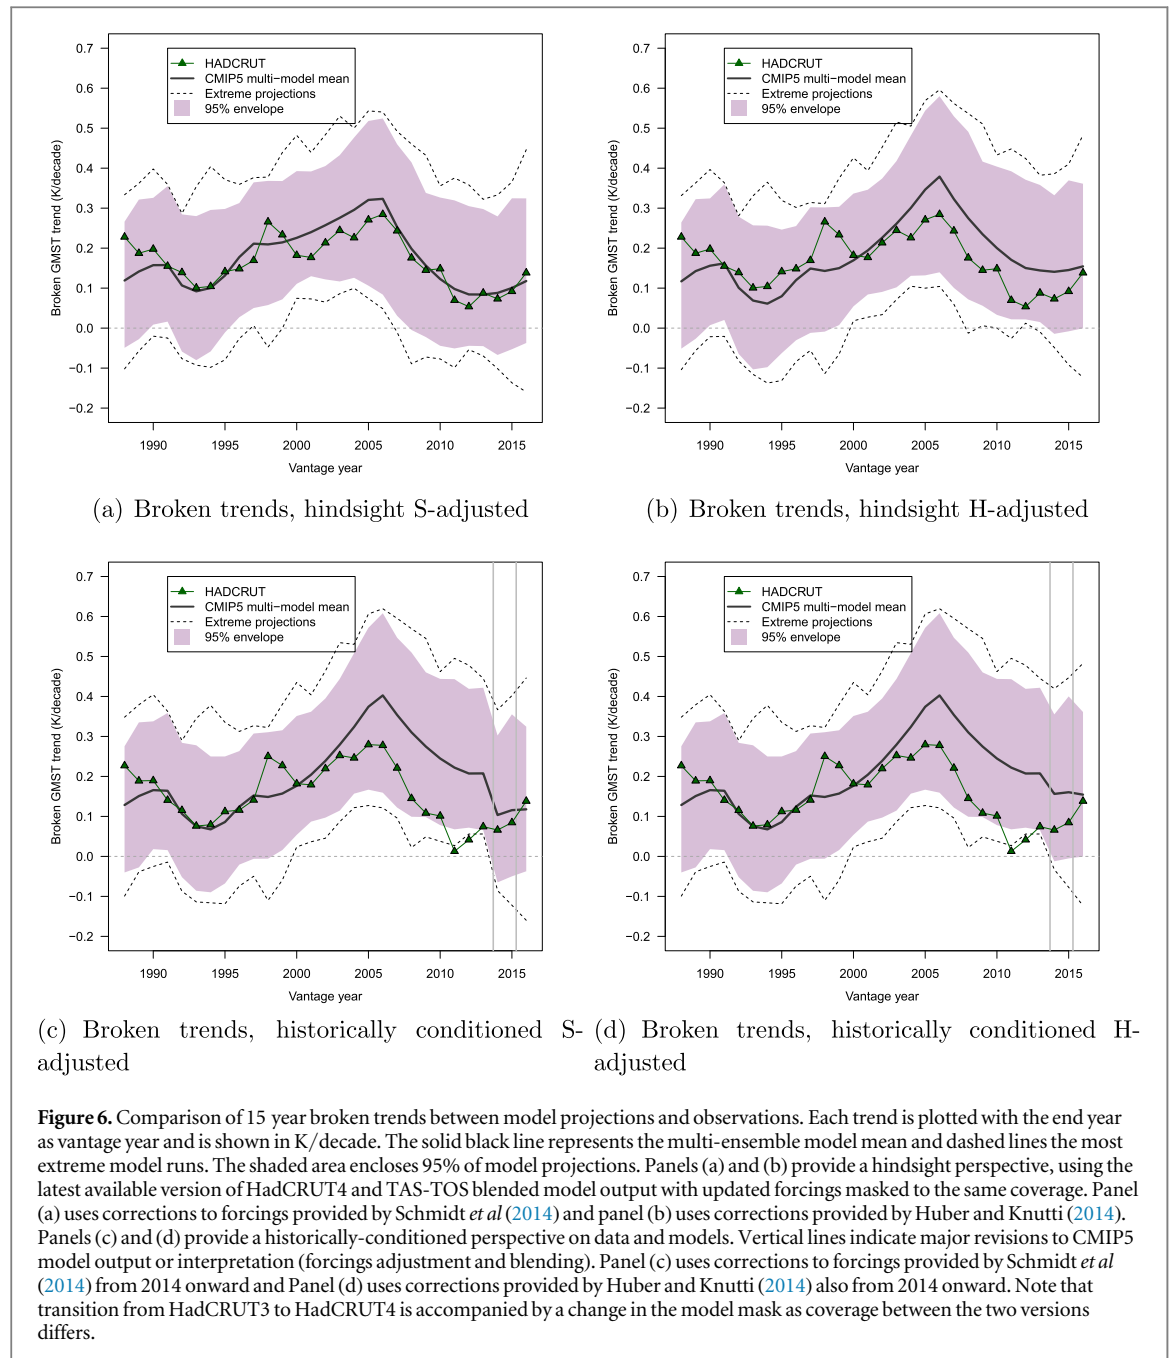 0.7
0.6
0.5
0.4
0.3
0.2
0.1
0.0
−0.1
−0.2
Broken GMST trend (K/decade)
HADCRUT
CMIP5 multi−model mean
Extreme projections
95% envelope
1990 1995 2000 2005 2010 2015
Vantage year
(a) Broken trends, hindsight S-adjusted
0.7
0.6
0.5
0.4
0.3
0.2
0.1
0.0
−0.1
−0.2
Broken GMST trend (K/decade)
HADCRUT
CMIP5 multi−model mean
Extreme projections
95% envelope
1990 1995 2000 2005 2010 2015
Vantage year
(b) Broken trends, hindsight H-adjusted
0.7
0.6
0.5
0.4
0.3
0.2
0.1
0.0
−0.1
−0.2
Broken GMST trend (K/decade)
HADCRUT
CMIP5 multi−model mean
Extreme projections
95% envelope
1990 1995 2000 2005 2010 2015
Vantage year
(c) Broken trends, historically conditioned S-
adjusted
0.7
0.6
0.5
0.4
0.3
0.2
0.1
0.0
−0.1
−0.2
Broken GMST trend (K/decade)
HADCRUT
CMIP5 multi−model mean
Extreme projections
95% envelope
1990 1995 2000 2005 2010 2015
Vantage year
(d) Broken trends, historically conditioned H-
adjusted
Figure 6. Comparison of 15 year broken trends between model projections and observations. Each trend is plotted with the end year
as vantage year and is shown in K/decade. The solid black line represents the multi-ensemble model mean and dashed lines the most
extreme model runs. The shaded area encloses 95% of model projections. Panels (a) and (b) provide a hindsight perspective, using the
latest available version of HadCRUT4 and TAS-TOS blended model output with updated forcings masked to the same coverage. Panel
(a) uses corrections to forcings provided by Schmidt et al (2014) and panel (b) uses corrections provided by Huber and Knutti (2014).
Panels (c) and (d) provide a historically-conditioned perspective on data and models. Vertical lines indicate major revisions to CMIP5
model output or interpretation (forcings adjustment and blending). Panel (c) uses corrections to forcings provided by Schmidt et al
(2014) from 2014 onward and Panel (d) uses corrections provided by Huber and Knutti (2014) also from 2014 onward. Note that
transition from HadCRUT3 to HadCRUT4 is accompanied by a change in the model mask as coverage between the two versions
differs.